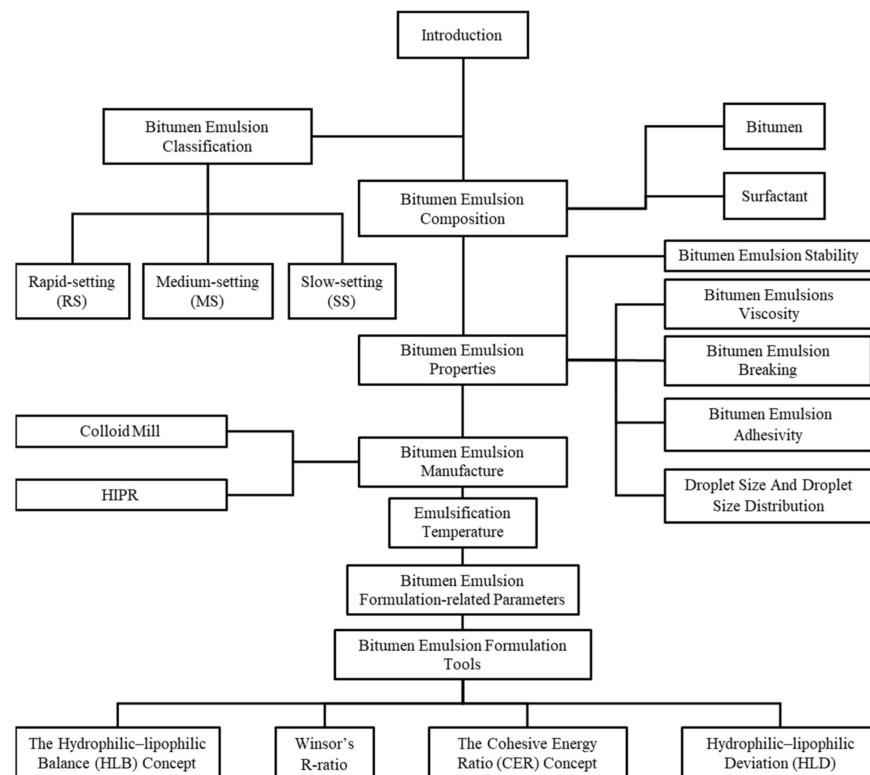 Introduction
Bitumen Emulsion
Classification
Bitumen
Surfactant
Bitumen Emulsion
Composition
Rapid-setting
(RS)
Medium-setting
(MS)
Slow-setting
(SS)
Bitumen Emulsion Stability
Bitumen Emulsions
Viscosity
Bitumen Emulsion
Properties
Bitumen Emulsion
Breaking
Bitumen Emulsion
Adhesivity
Droplet Size And Droplet
Size Distribution
Colloid Mill
HIPR
Bitumen Emulsion
Manufacture
Emulsification
Temperature
Bitumen Emulsion
Formulation-related Parameters
Bitumen Emulsion Formulation
Tools
The Hydrophilic–lipophilic
Balance (HLB) Concept
Winsor’s
R-ratio
The Cohesive Energy
Ratio (CER) Concept
Hydrophilic–lipophilic
Deviation (HLD)